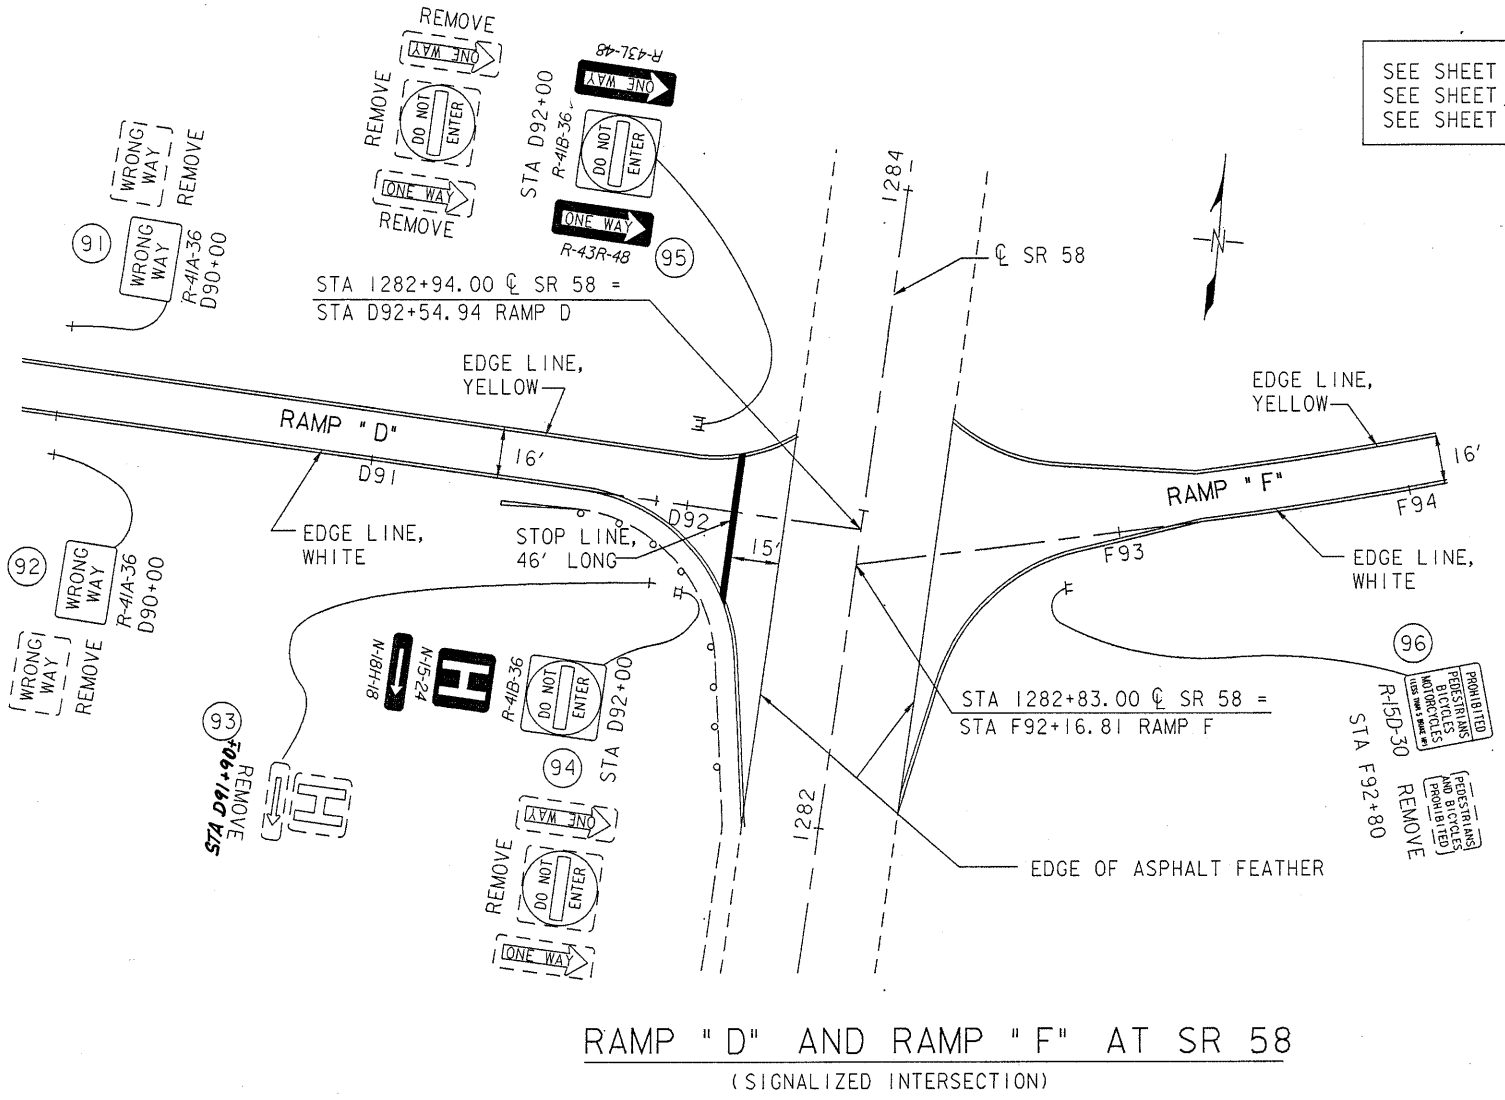 REMOVE
ONE WAY
DO NOT
ENTER
REMOVE
ONE WAY
REMOVE
R-43L-48
ONE WAY
STA D92+00
R-41B-36
DO NOT
ENTER
ONE WAY
R-43R-48
95
WRONG
WAY
REMOVE
91
WRONG
WAY
R-41A-36
D90+00
SEE SHEET
SEE SHEET
SEE SHEET
1284
N
℄ SR 58
STA 1282+94.00 ℄ SR 58 =
STA D92+54.94 RAMP D
EDGE LINE,
YELLOW
EDGE LINE,
YELLOW
RAMP "D"
16'
D91
D92
RAMP "F"
16'
F94
F93
EDGE LINE,
WHITE
STOP LINE,
46' LONG
15'
EDGE LINE,
WHITE
92
WRONG
WAY
R-41A-36
D90+00
WRONG
WAY
REMOVE
N-18H-18
N-15-24
H
R-41B-36
DO NOT
ENTER
STA D92+00
94
93
STA D91+90±
REMOVE
H
ONE WAY
REMOVE
DO NOT
ENTER
ONE WAY
STA 1282+83.00 ℄ SR 58 =
STA F92+16.81 RAMP F
1282
96
PROHIBITED
PEDESTRIANS
BICYCLES
MOTORCYCLES
R-15D-30
STA F92+80
REMOVE
PEDESTRIANS
AND BICYCLES
PROHIBITED
EDGE OF ASPHALT FEATHER
RAMP "D" AND RAMP "F" AT SR 58
(SIGNALIZED INTERSECTION)